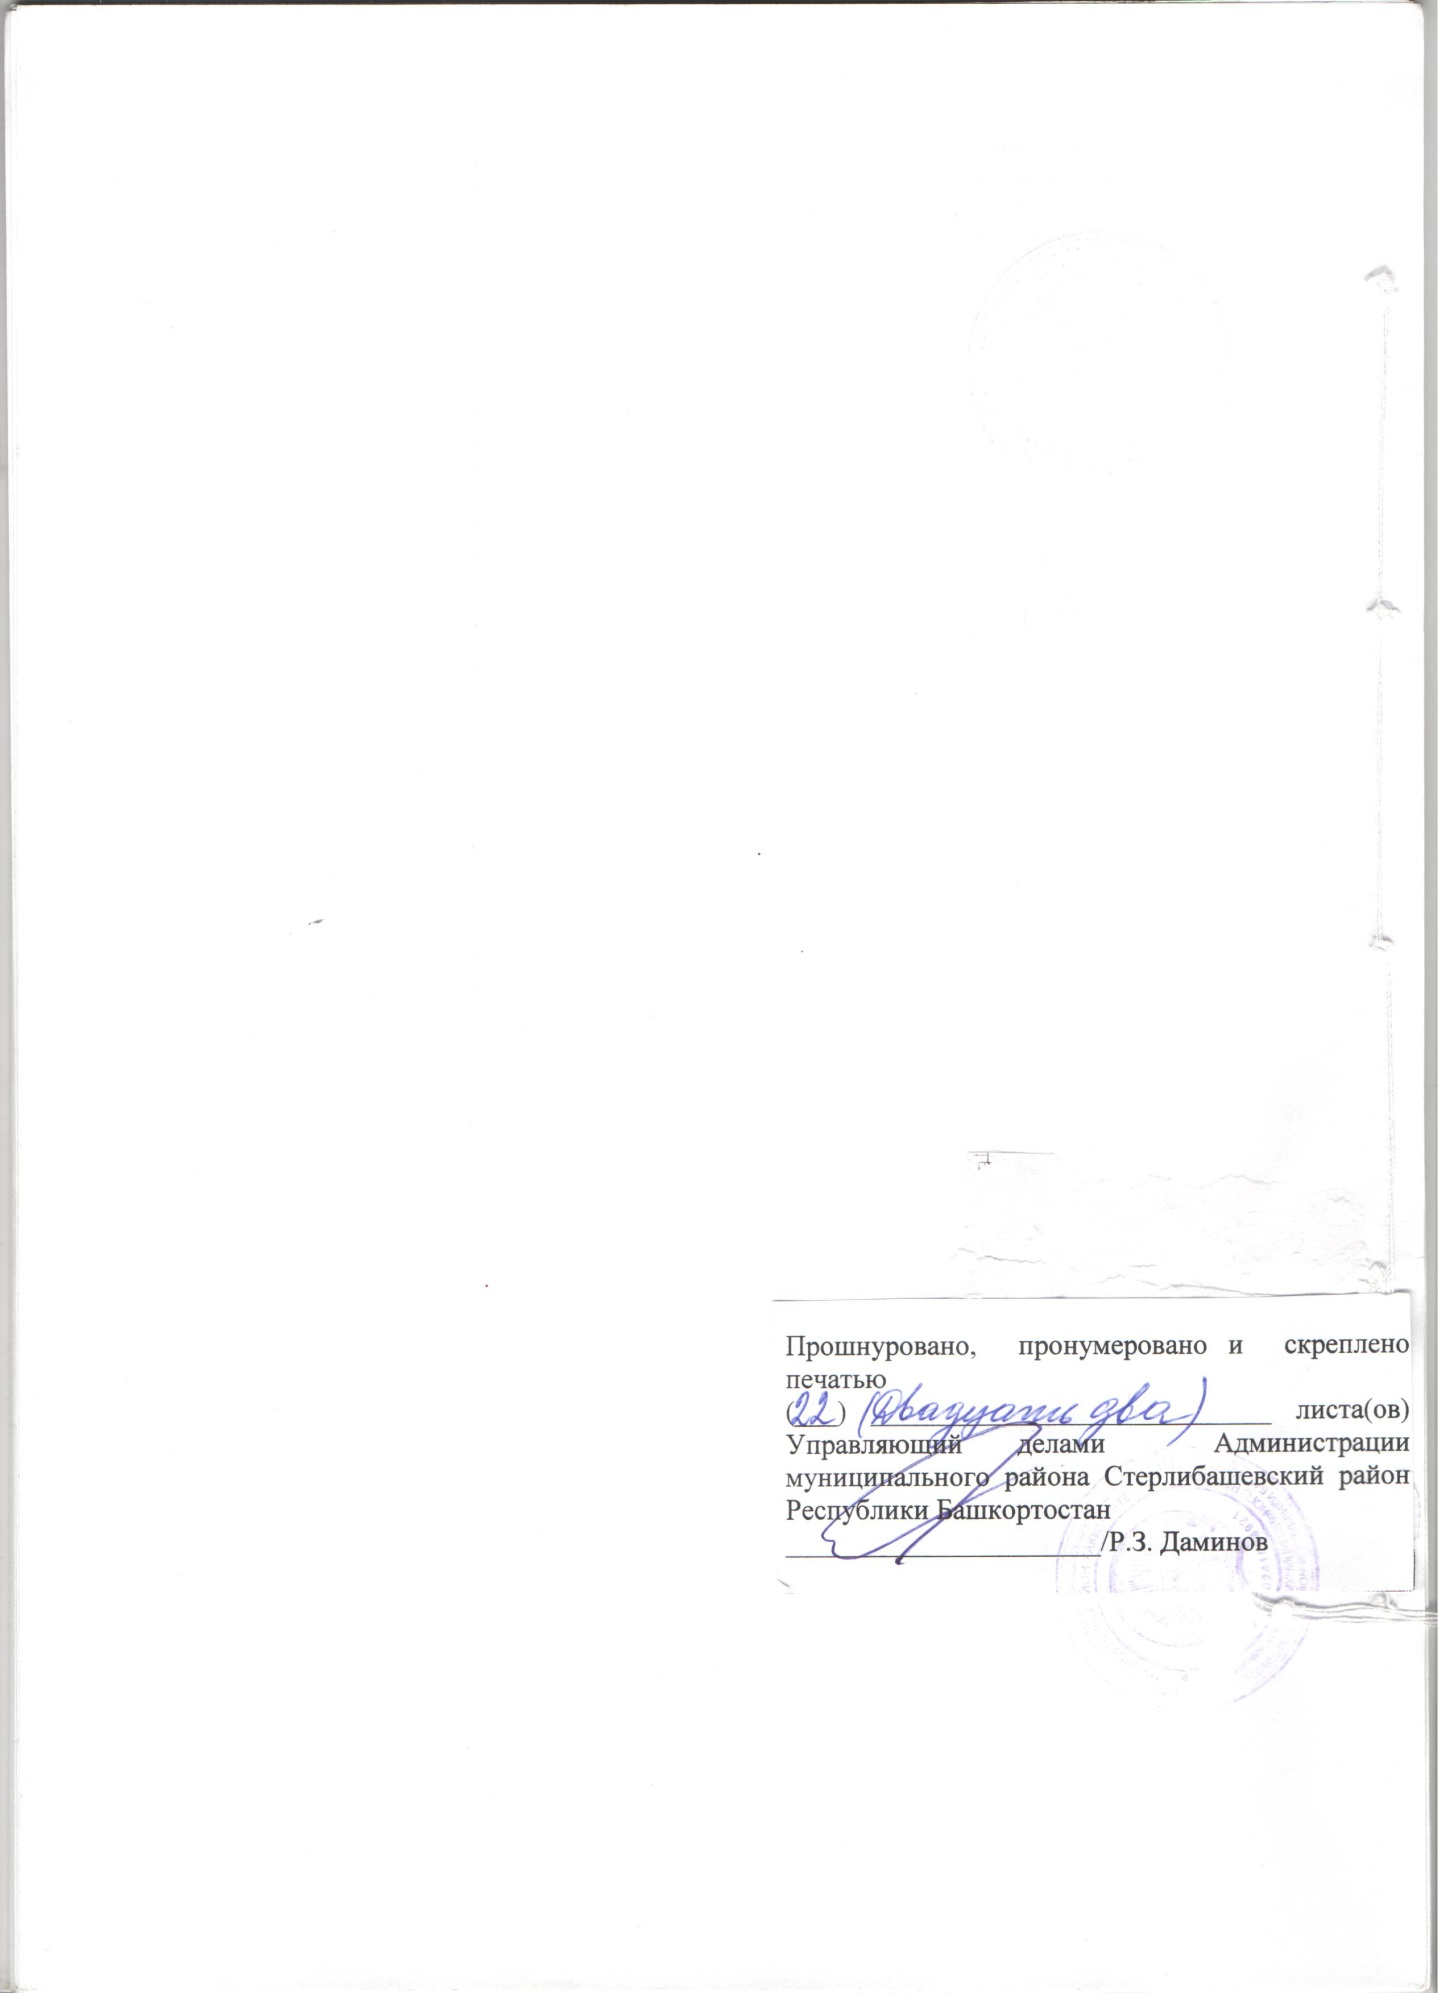 Прошнуровано, пронумеровано и скреплено
печатью
(22) (Двадцать два) листа(ов)
Управляющий делами Администрации
муниципального района Стерлибашевский район
Республики Башкортостан
/Р.З. Даминов